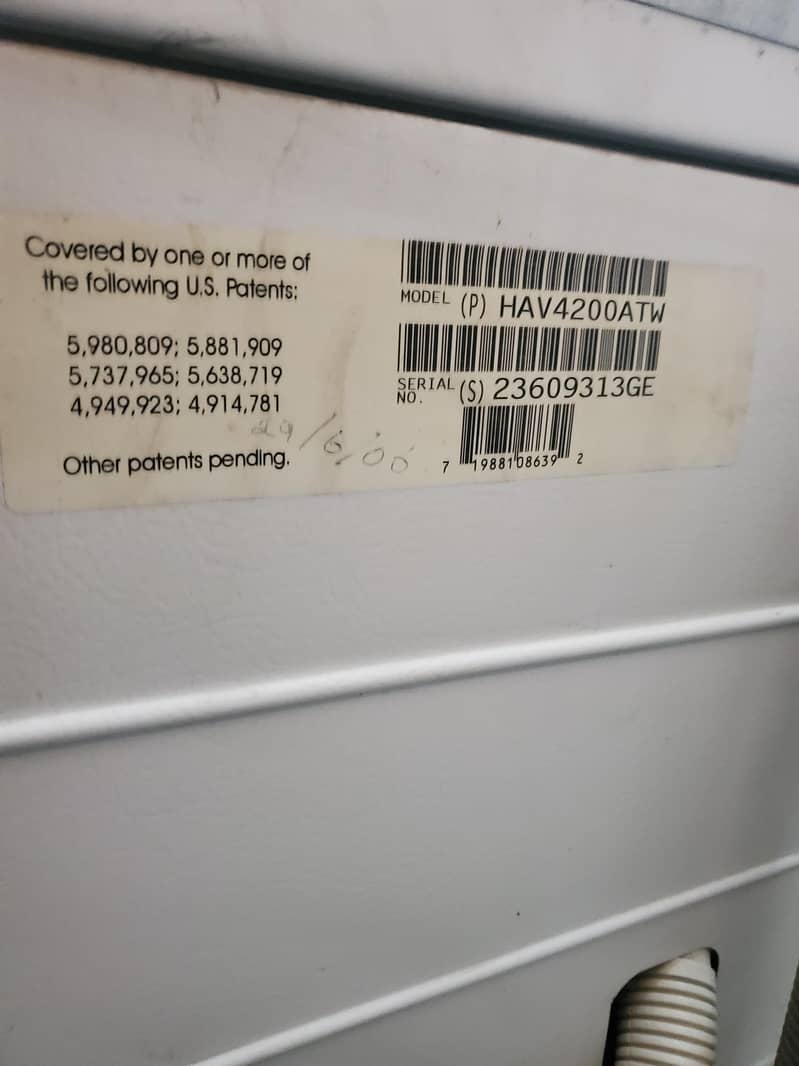 Covered by one or more of
the following U.S. Patents:
5,980,809; 5,881,909
5,737,965; 5,638,719
4,949,923; 4,914,781
Other patents pending.
29/6/00
MODEL (P) HAV4200ATW
SERIAL NO. (S) 23609313GE
7 1988108639 2